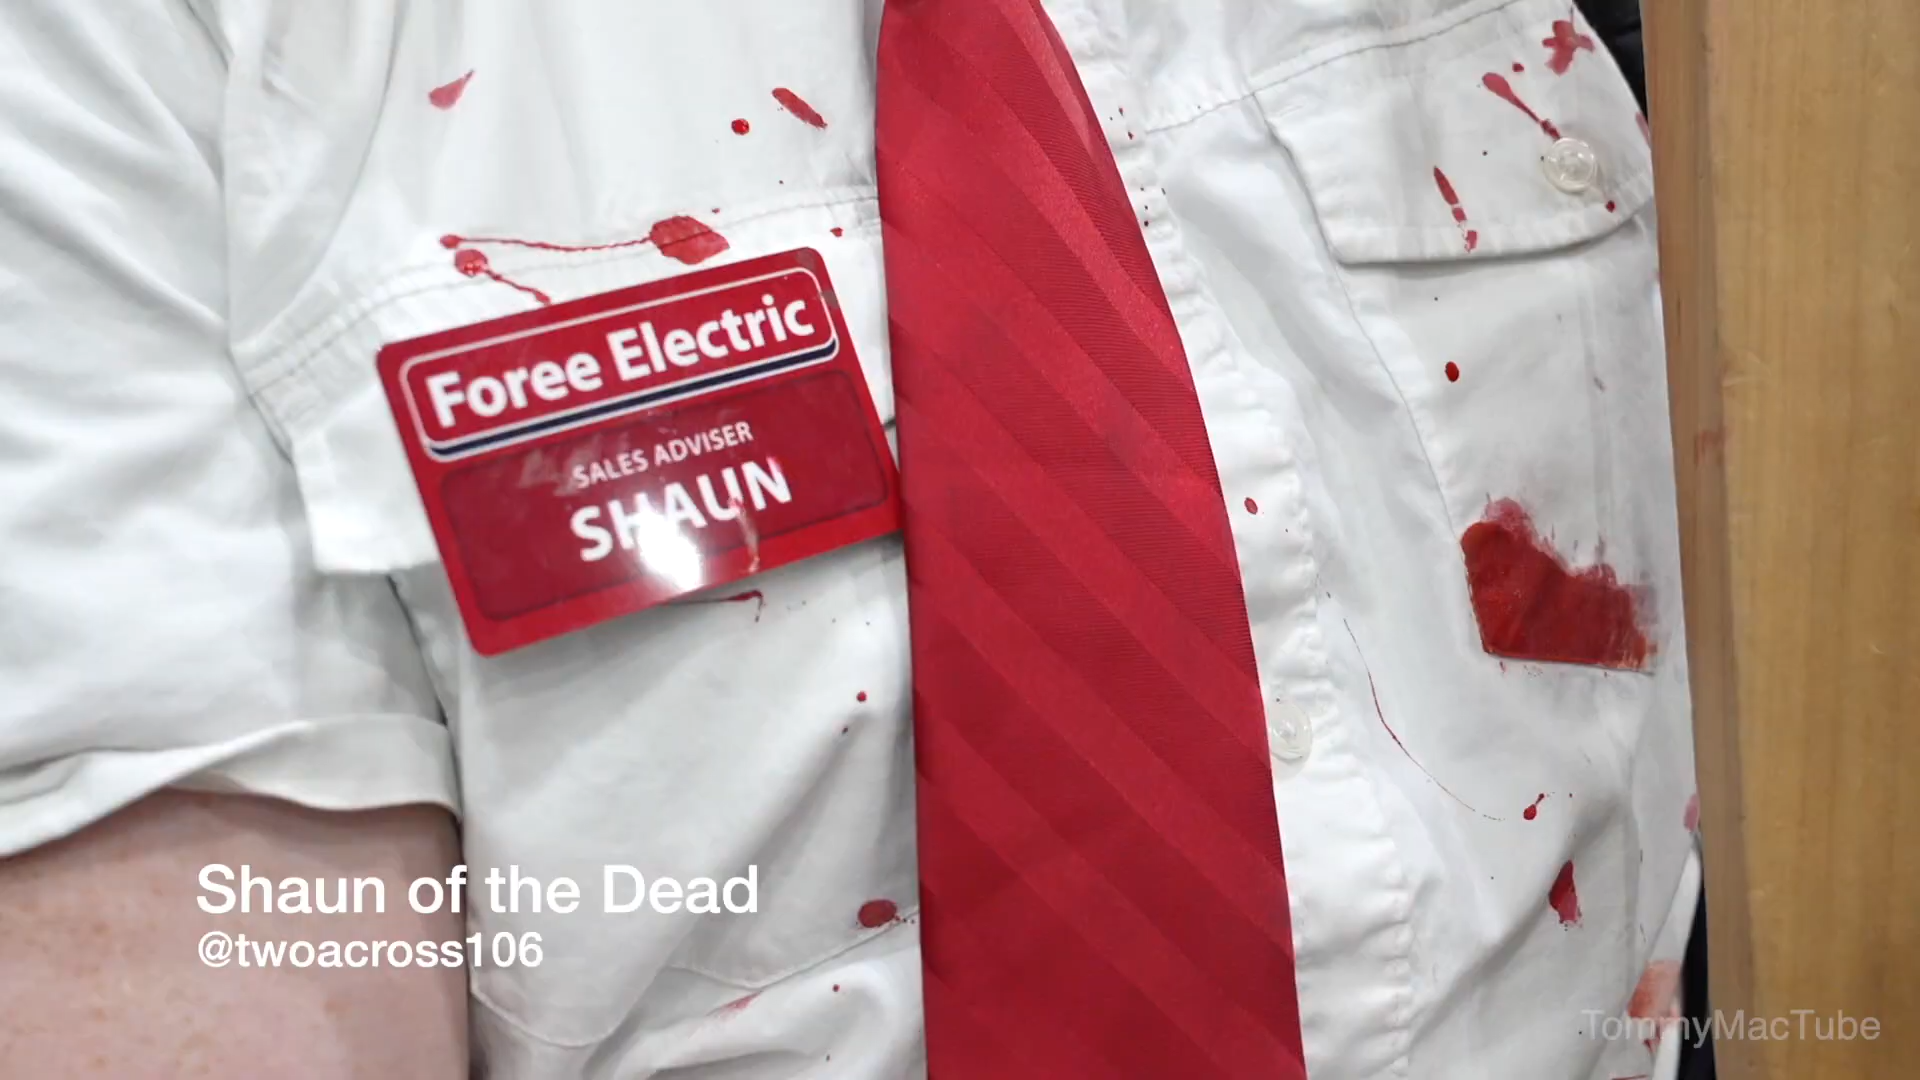 Foree Electric
SALES ADVISER
SHAUN
Shaun of the Dead
@twoacross106
TommyMacTube